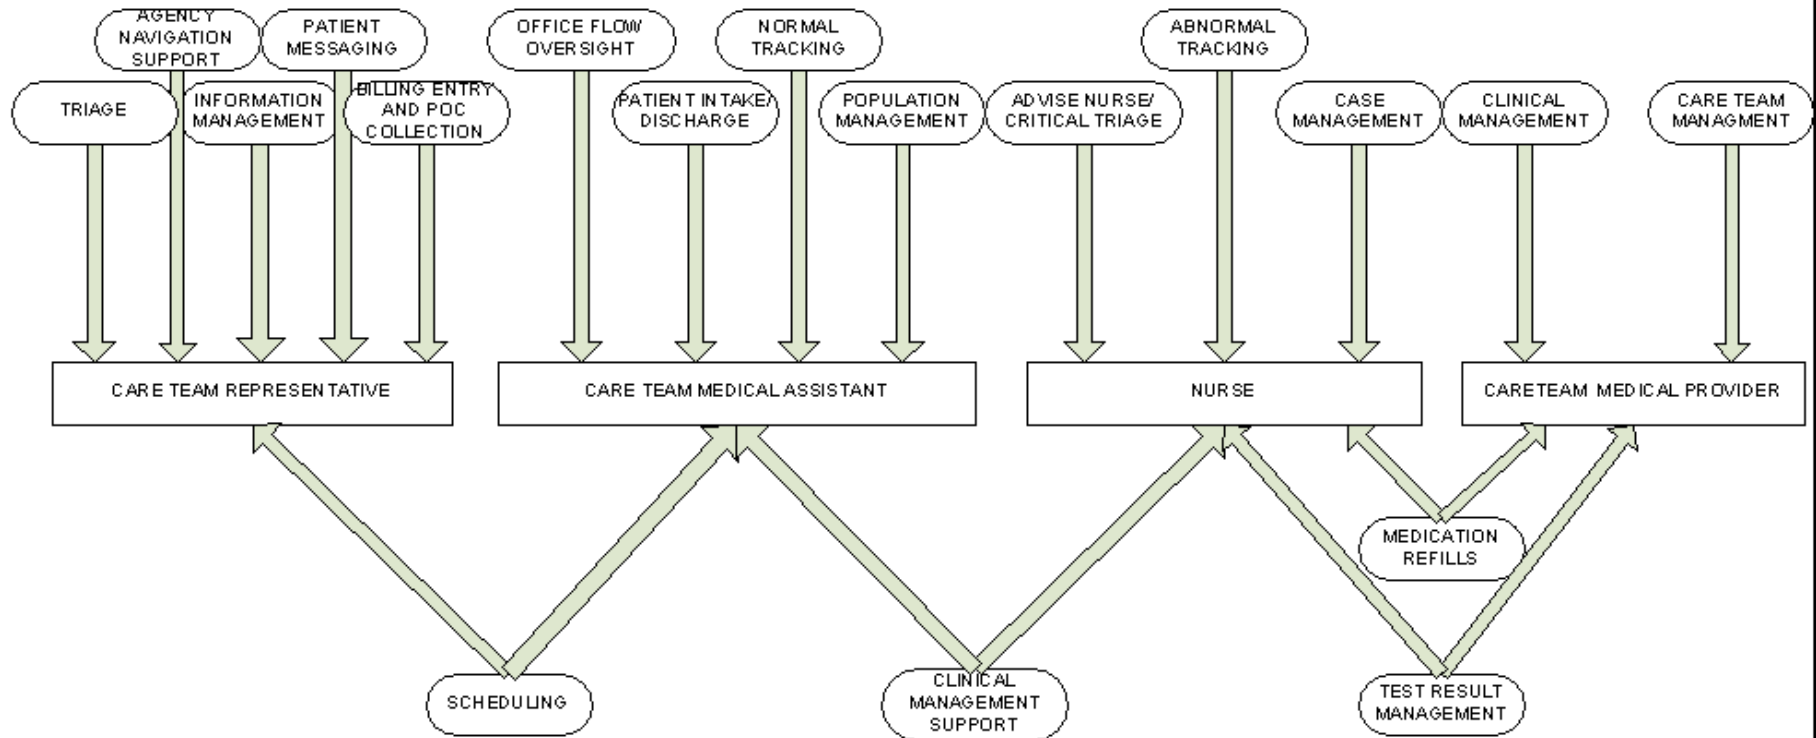 AGENCY
NAVIGATION
SUPPORT
PATIENT
MESSAGING
OFFICE FLOW
OVERSIGHT
NORMAL
TRACKING
ABNORMAL
TRACKING
TRIAGE
INFORMATION
MANAGEMENT
BILLING ENTRY
AND POC
COLLECTION
PATIENT INTAKE/
DISCHARGE
POPULATION
MANAGEMENT
ADVISE NURSE/
CRITICAL TRIAGE
CASE
MANAGEMENT
CLINICAL
MANAGEMENT
CARE TEAM
MANAGMENT
CARE TEAM REPRESENTATIVE
CARE TEAM MEDICAL ASSISTANT
NURSE
CARETEAM MEDICAL PROVIDER
MEDICATION
REFILLS
SCHEDULING
CLINICAL
MANAGEMENT
SUPPORT
TEST RESULT
MANAGEMENT